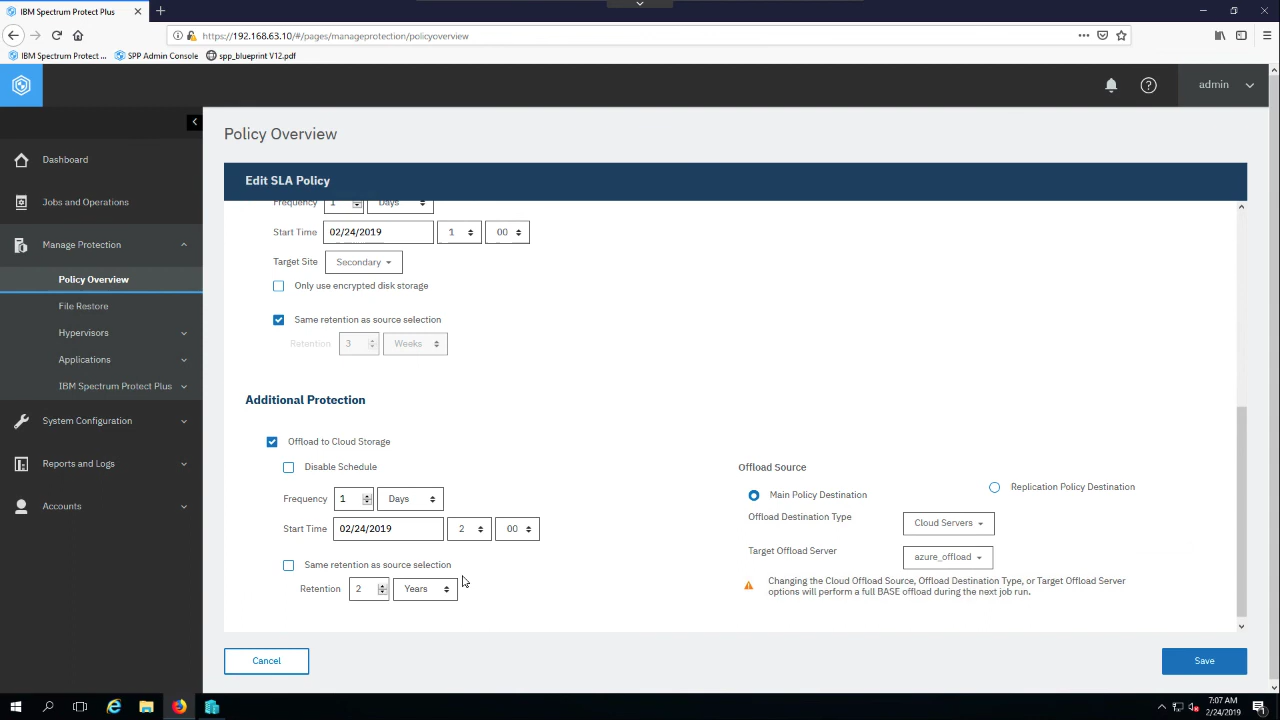 IBM Spectrum Protect Plus
https://192.168.63.10/#/pages/manageprotection/policyoverview
IBM Spectrum Protect ... SPP Admin Console spp_blueprint V12.pdf
admin
Policy Overview
Edit SLA Policy
Dashboard
Jobs and Operations
Manage Protection
Policy Overview
File Restore
Hypervisors
Applications
IBM Spectrum Protect Plus
System Configuration
Reports and Logs
Accounts
Frequency 1 Days
Start Time 02/24/2019 1 00
Target Site Secondary
Only use encrypted disk storage
Same retention as source selection
Retention 3 Weeks
Additional Protection
Offload to Cloud Storage
Disable Schedule
Frequency 1 Days
Start Time 02/24/2019 2 00
Same retention as source selection
Retention 2 Years
Offload Source
Main Policy Destination Replication Policy Destination
Offload Destination Type Cloud Servers
Target Offload Server azure_offload
Changing the Cloud Offload Source, Offload Destination Type, or Target Offload Server
options will perform a full BASE offload during the next job run.
Cancel Save
7:07 AM
2/24/2019